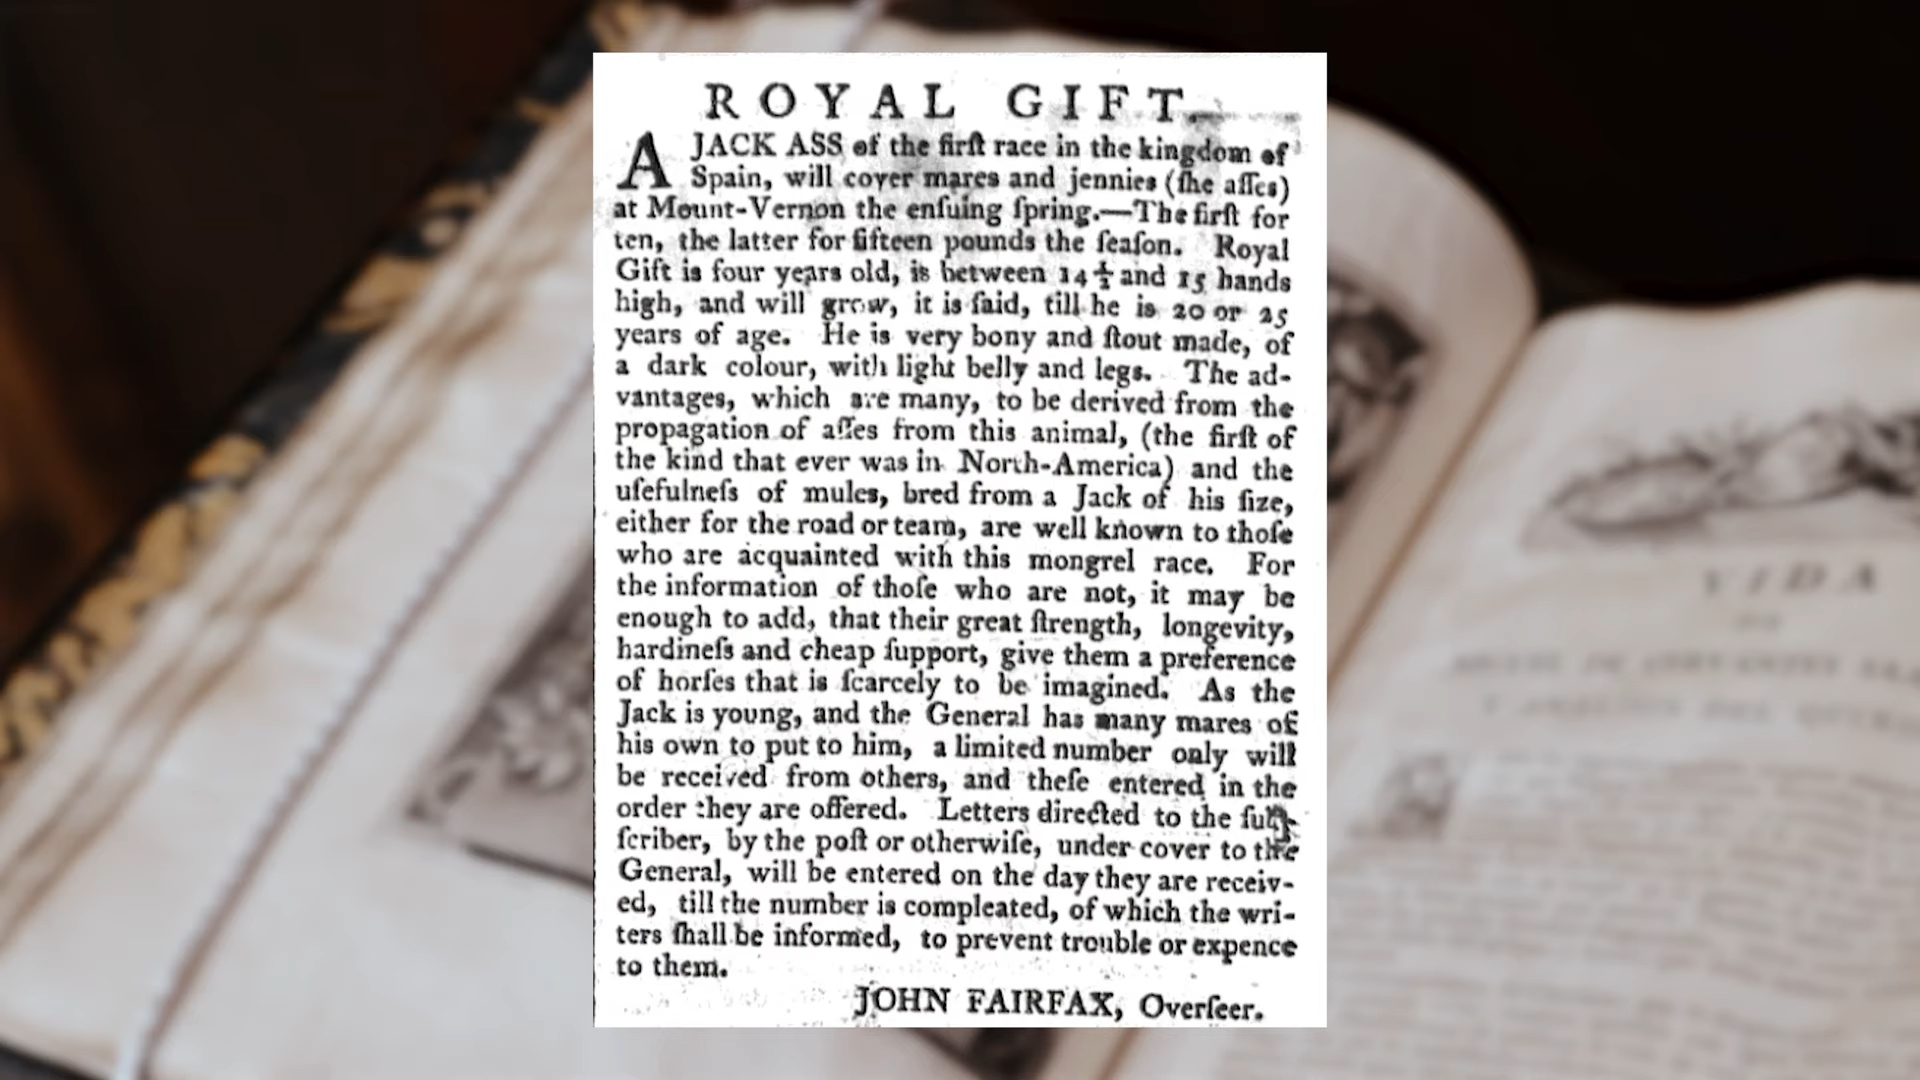 ROYAL GIFT.
A JACK ASS of the firſt race in the kingdom of
Spain, will cover mares and jennies (ſhe aſſes)
at Mount-Vernon the enſuing ſpring.—The firſt for
ten, the latter for fifteen pounds the ſeaſon. Royal
Gift is four years old, is between 14 ½ and 15 hands
high, and will grow, it is ſaid, till he is 20 or 25
years of age. He is very bony and ſtout made, of
a dark colour, with light belly and legs. The ad-
vantages, which are many, to be derived from the
propagation of aſſes from this animal, (the firſt of
the kind that ever was in North-America) and the
uſefulneſs of mules, bred from a Jack of his ſize,
either for the road or team, are well known to thoſe
who are acquainted with this mongrel race. For
the information of thoſe who are not, it may be
enough to add, that their great ſtrength, longevity,
hardineſs and cheap ſupport, give them a preference
of horſes that is ſcarcely to be imagined. As the
Jack is young, and the General has many mares of
his own to put to him, a limited number only will
be received from others, and theſe entered in the
order they are offered. Letters directed to the ſub-
ſcriber, by the poſt or otherwiſe, under cover to the
General, will be entered on the day they are receiv-
ed, till the number is compleated, of which the wri-
ters ſhall be informed, to prevent trouble or expence
to them.
JOHN FAIRFAX, Overſeer.
VIDA